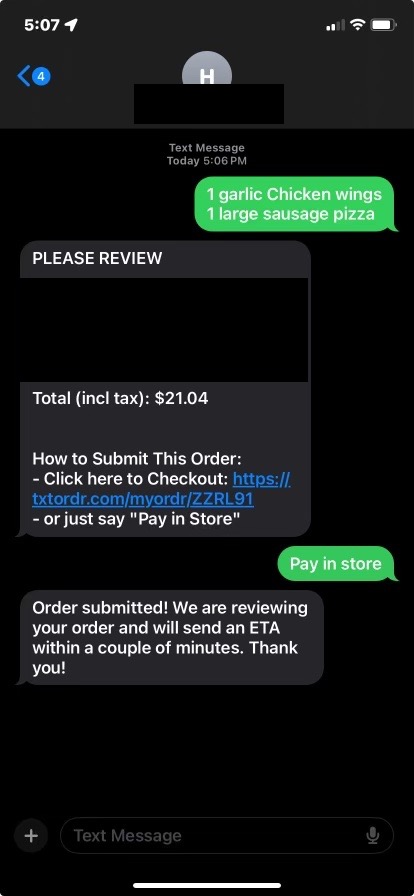 5:07
4
H
Text Message
Today 5:06 PM
1 garlic Chicken wings
1 large sausage pizza
PLEASE REVIEW
Total (incl tax): $21.04
How to Submit This Order:
- Click here to Checkout: https://
txtordr.com/myordr/ZZRL91
- or just say "Pay in Store"
Pay in store
Order submitted! We are reviewing
your order and will send an ETA
within a couple of minutes. Thank
you!
Text Message